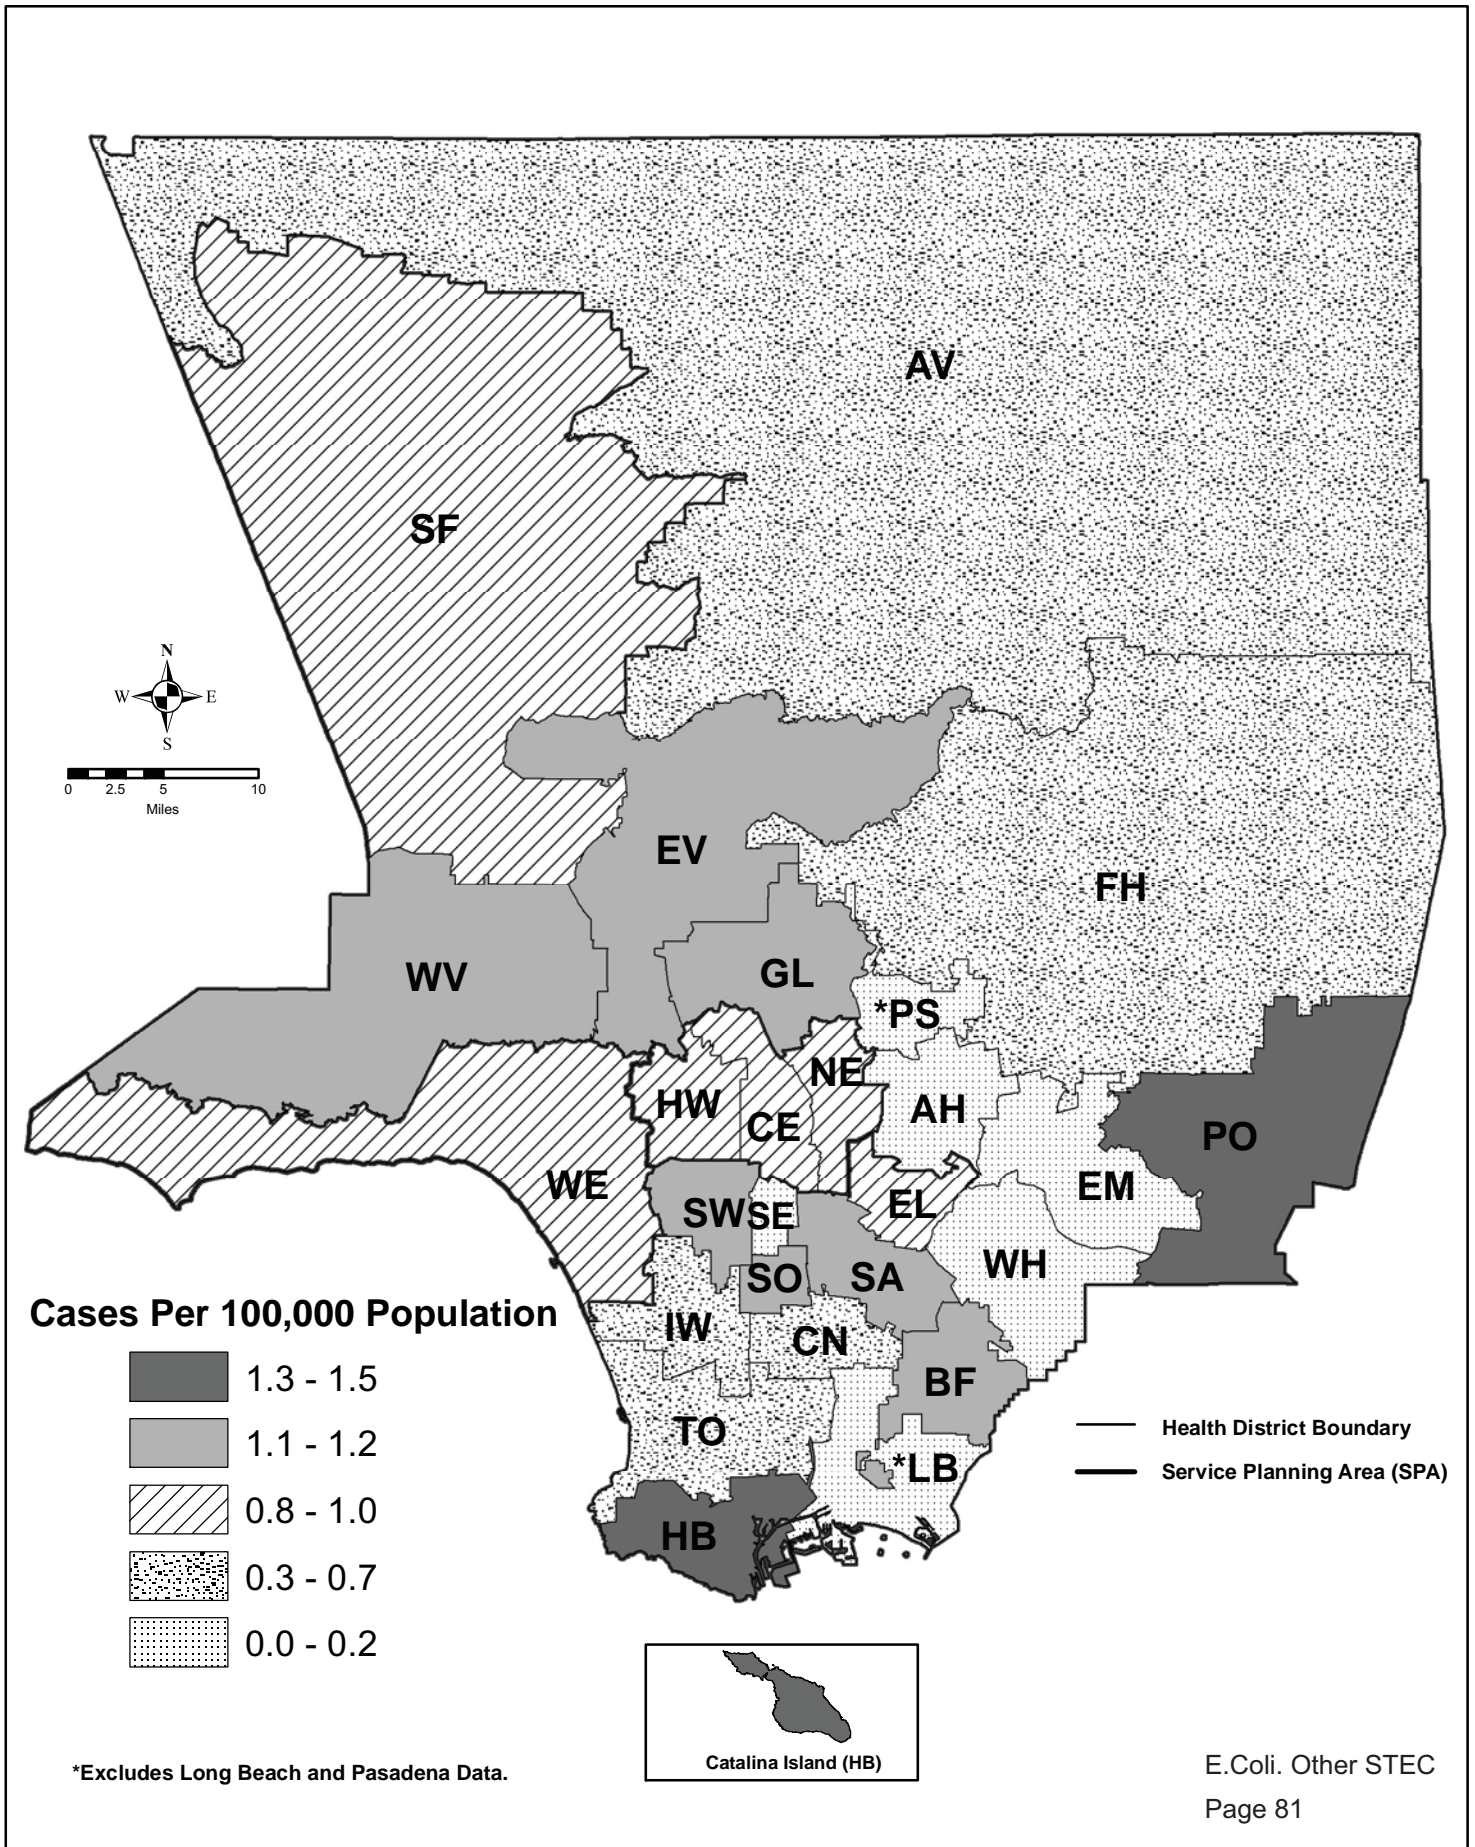 AV
SF
N
W E
S
0 2.5 5 10
Miles
EV
FH
WV
GL
*PS
NE
HW
AH
CE
PO
WE
EM
EL
SW
SE
WH
SO
SA
Cases Per 100,000 Population
IW
CN
1.3 - 1.5
BF
1.1 - 1.2
TO
Health District Boundary
*LB
Service Planning Area (SPA)
0.8 - 1.0
HB
0.3 - 0.7
0.0 - 0.2
Catalina Island (HB)
*Excludes Long Beach and Pasadena Data.
E.Coli. Other STEC
Page 81